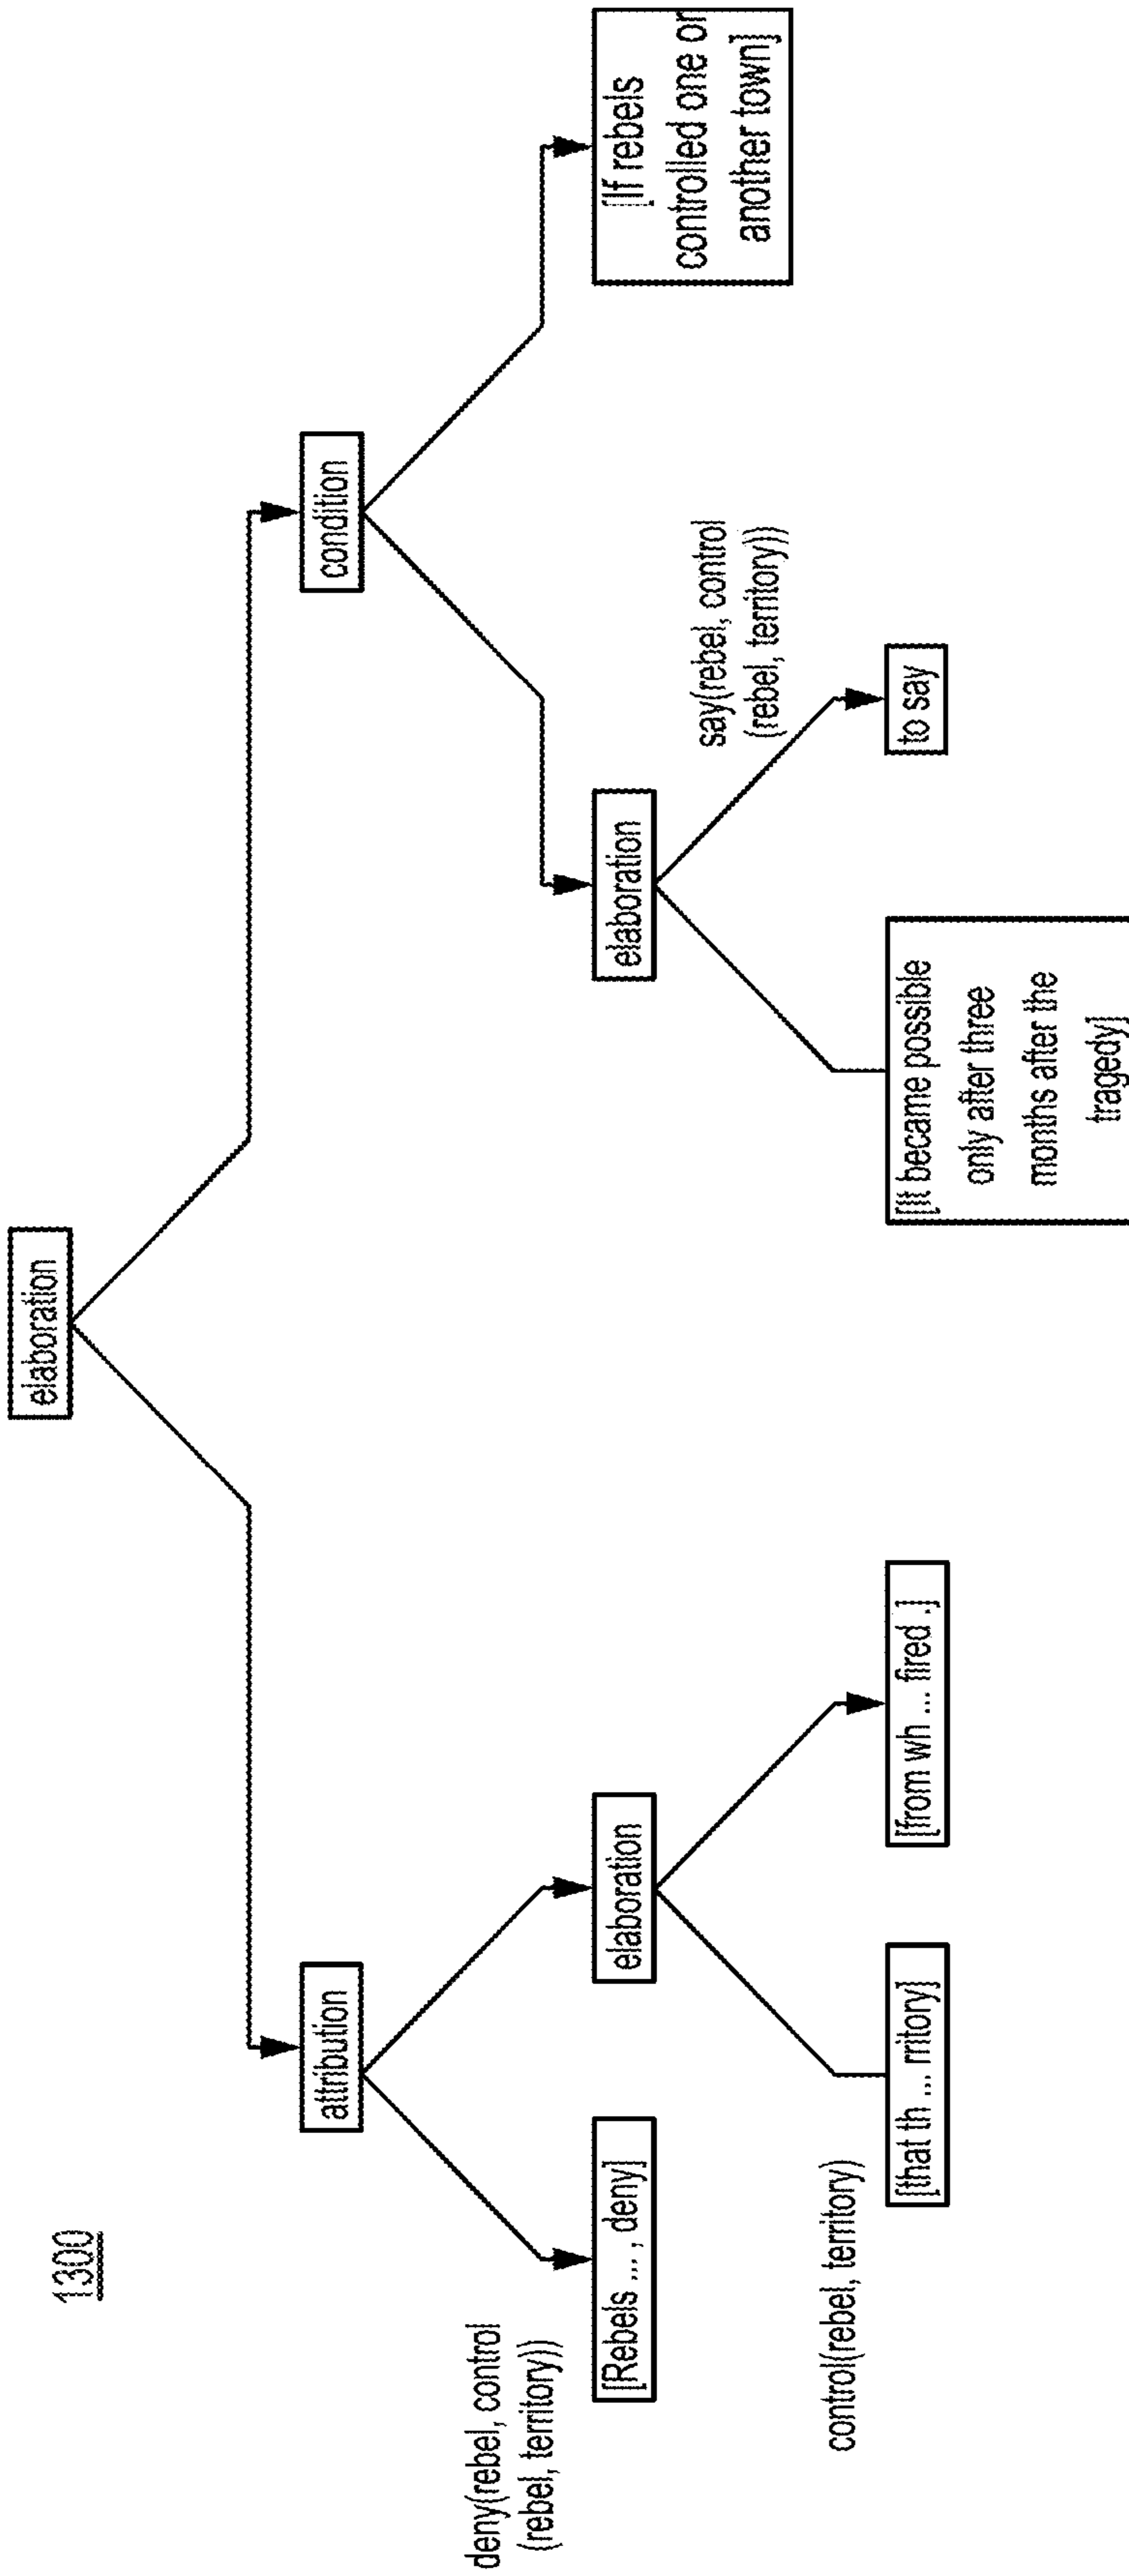 1300
elaboration
attribution
condition
deny(rebel, control
(rebel, territory))
[Rebels ... , deny]
elaboration
elaboration
[If rebels
controlled one or
another town]
control(rebel, territory)
say(rebel, control
(rebel, territory))
[that th ... rritory]
[from wh ... fired .]
[It became possible
only after three
months after the
tragedy]
to say